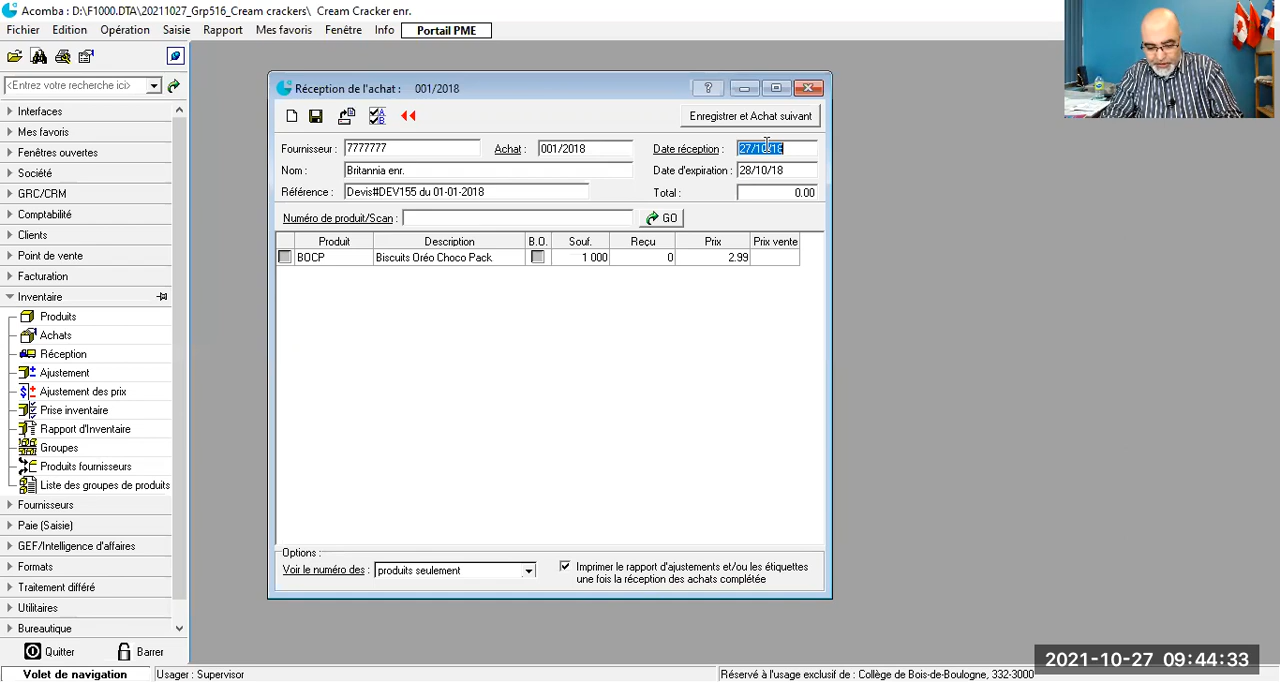 Acomba : D:\F1000.DTA\20211027_Grp516_Cream crackers\ Cream Cracker enr.
Fichier Edition Opération Saisie Rapport Mes favoris Fenêtre Info Portail PME
<Entrez votre recherche ici>
Interfaces
Mes favoris
Fenêtres ouvertes
Société
GRC/CRM
Comptabilité
Clients
Point de vente
Facturation
Inventaire
Produits
Achats
Réception
Ajustement
Ajustement des prix
Prise inventaire
Rapport d'Inventaire
Groupes
Produits fournisseurs
Liste des groupes de produits
Fournisseurs
Paie (Saisie)
GEF/Intelligence d'affaires
Formats
Traitement différé
Utilitaires
Bureautique
Quitter Barrer
Volet de navigation
Réception de l'achat : 001/2018
Enregistrer et Achat suivant
Fournisseur : 7777777 Achat : 001/2018 Date réception : 27/10/18
Nom : Britannia enr. Date d'expiration : 28/10/18
Référence : Devis#DEV155 du 01-01-2018 Total : 0.00
Numéro de produit/Scan : GO
Produit Description B.O. Souf. Reçu Prix Prix vente
BOCP Biscuits Oréo Choco Pack. 1 000 0 2.99
Options :
Voir le numéro des : produits seulement
Imprimer le rapport d'ajustements et/ou les étiquettes
une fois la réception des achats complétée
2021-10-27 09:44:33
Usager : Supervisor
Réservé à l'usage exclusif de : Collège de Bois-de-Boulogne, 332-3000